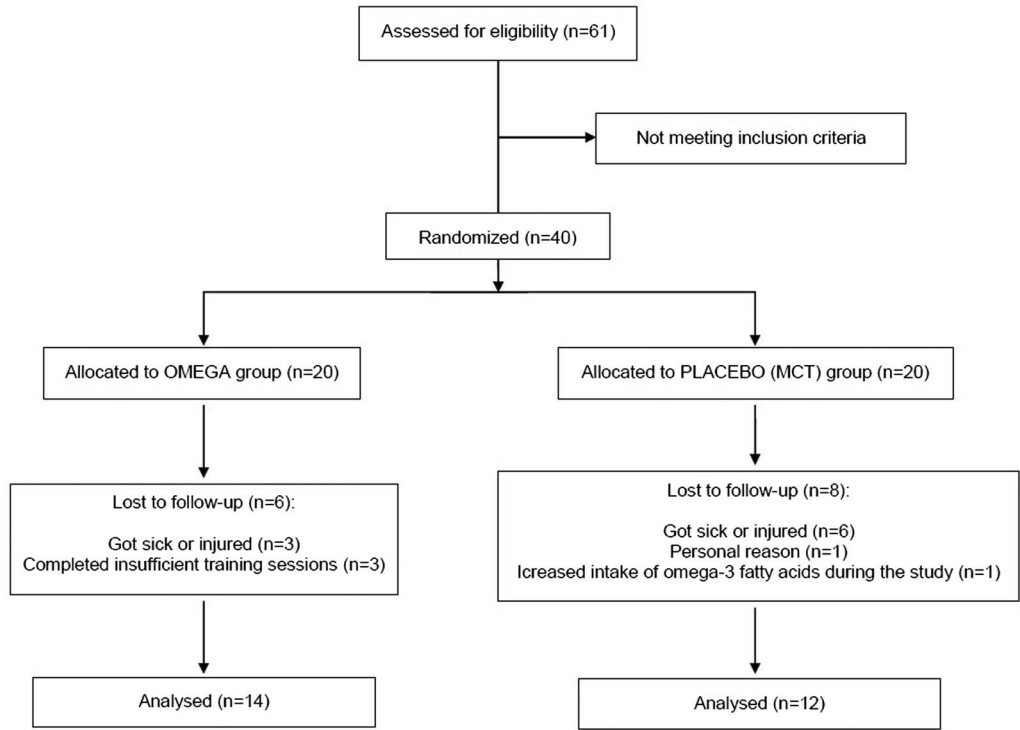 Assessed for eligibility (n=61)
Not meeting inclusion criteria
Randomized (n=40)
Allocated to OMEGA group (n=20)
Allocated to PLACEBO (MCT) group (n=20)
Lost to follow-up (n=6):
Got sick or injured (n=3)
Completed insufficient training sessions (n=3)
Lost to follow-up (n=8):
Got sick or injured (n=6)
Personal reason (n=1)
Icreased intake of omega-3 fatty acids during the study (n=1)
Analysed (n=14)
Analysed (n=12)